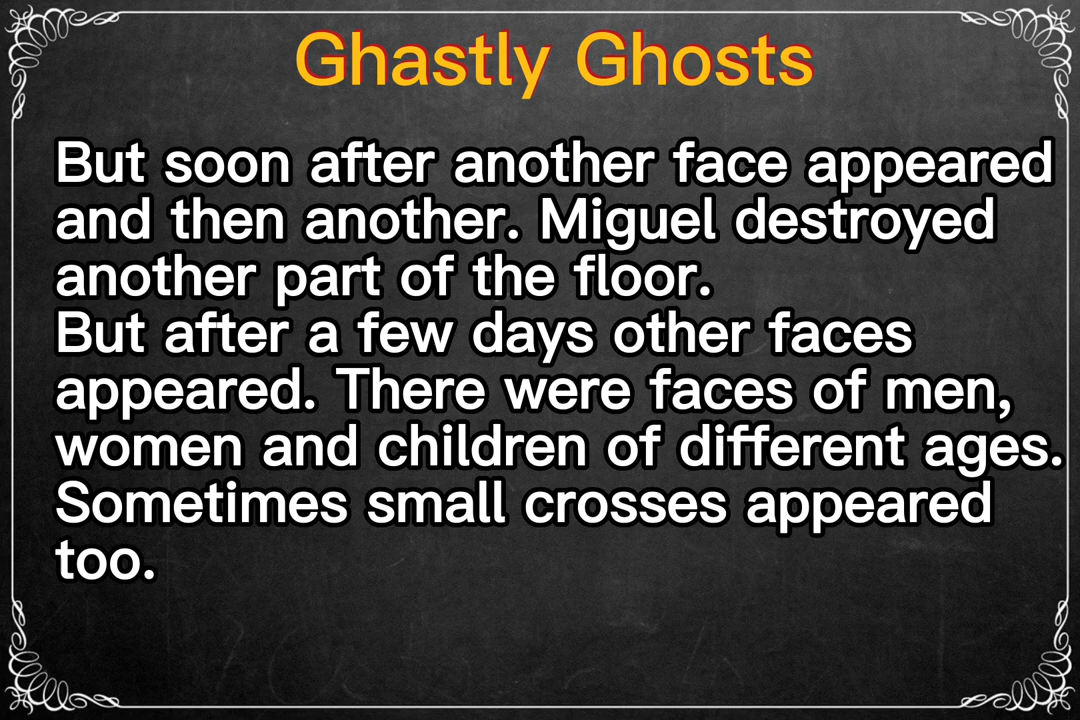 Ghastly Ghosts
But soon after another face appeared
and then another. Miguel destroyed
another part of the floor.
But after a few days other faces
appeared. There were faces of men,
women and children of different ages.
Sometimes small crosses appeared
too.